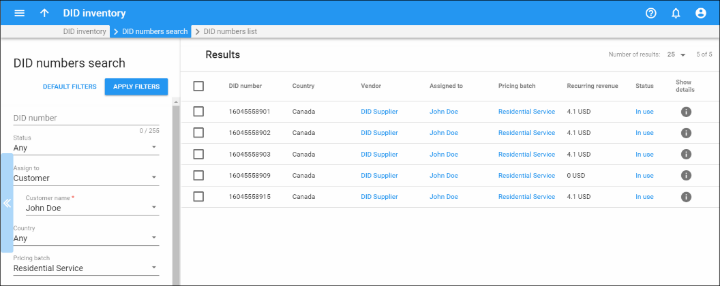 DID inventory
DID inventory DID numbers search DID numbers list
DID numbers search
DEFAULT FILTERS APPLY FILTERS
DID number
0 / 255
Status
Any
Assign to
Customer
Customer name *
John Doe
Country
Any
Pricing batch
Residential Service
Results
Number of results: 25 5 of 5
DID number Country Vendor Assigned to Pricing batch Recurring revenue Status Show details
16045558901 Canada DID Supplier John Doe Residential Service 4.1 USD In use
16045558902 Canada DID Supplier John Doe Residential Service 4.1 USD In use
16045558903 Canada DID Supplier John Doe Residential Service 4.1 USD In use
16045558909 Canada DID Supplier John Doe Residential Service 0 USD In use
16045558915 Canada DID Supplier John Doe Residential Service 4.1 USD In use